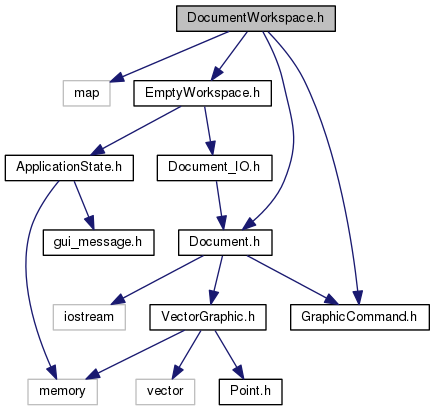 DocumentWorkspace.h
map
EmptyWorkspace.h
ApplicationState.h
Document_IO.h
gui_message.h
Document.h
iostream
VectorGraphic.h
GraphicCommand.h
memory
vector
Point.h